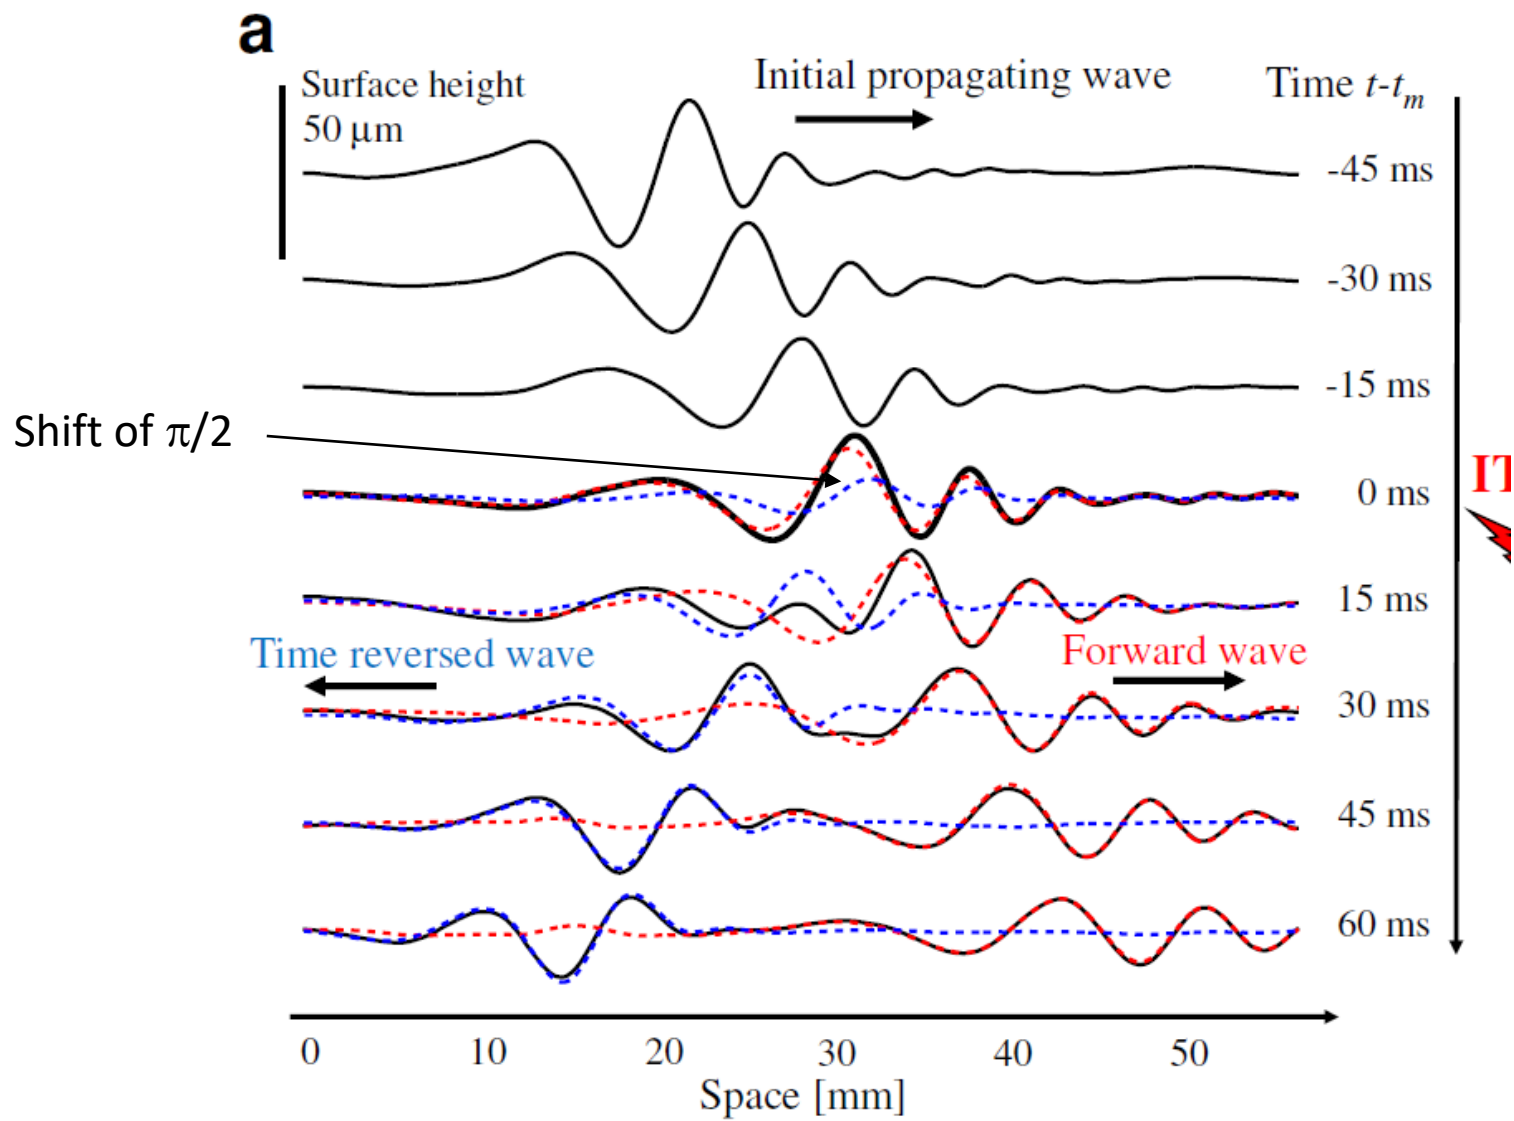 a
Surface height
50 μm
Initial propagating wave
Time t-tm
-45 ms
-30 ms
-15 ms
Shift of π/2
0 ms
IT
15 ms
Time reversed wave
Forward wave
30 ms
45 ms
60 ms
0 10 20 30 40 50
Space [mm]